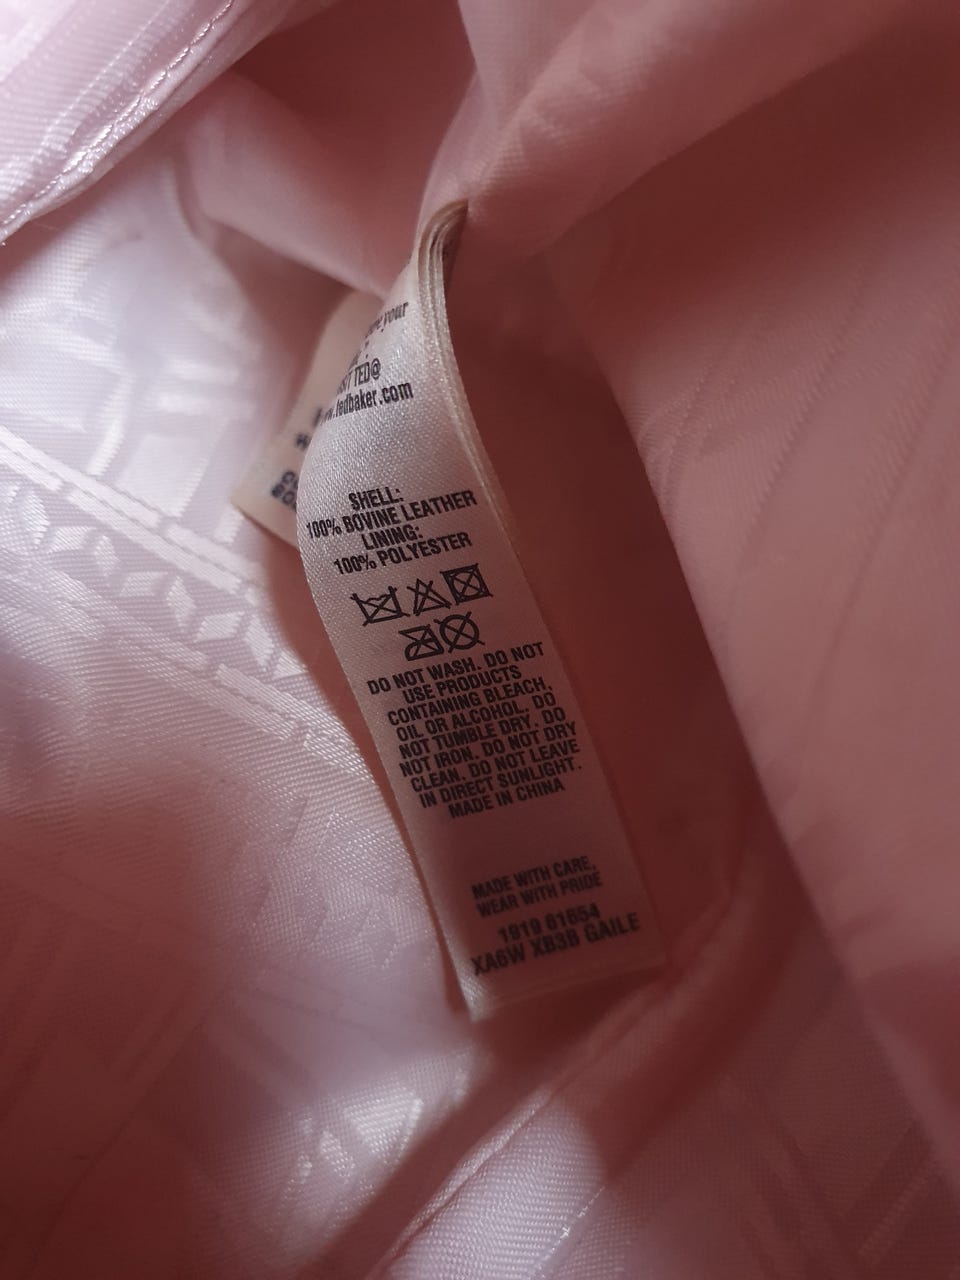 your
TED@
tedbaker.com
SHELL:
100% BOVINE LEATHER
LINING:
100% POLYESTER
DO NOT WASH. DO NOT
USE PRODUCTS
CONTAINING BLEACH,
OIL OR ALCOHOL. DO
NOT TUMBLE DRY. DO
NOT IRON. DO NOT DRY
CLEAN. DO NOT LEAVE
IN DIRECT SUNLIGHT.
MADE IN CHINA
MADE WITH CARE,
WEAR WITH PRIDE
1919 61654
XA6W XB3B GAILE